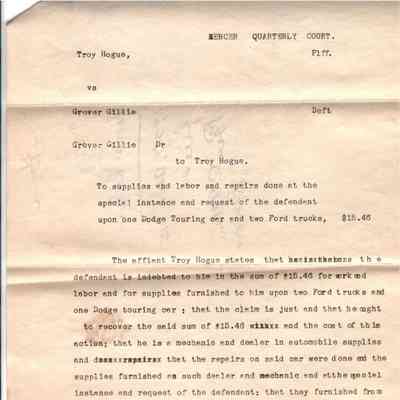 MERCER QUARTERLY COURT.
Troy Hogue, Plff.
vs
Grover Gillie Deft
Grover Gillie Dr
to Troy Hogue.
To supplies and labor and repairs done at the
special instance and request of the defendent
upon one Dodge Touring car and two Ford trucks, $15.46
The affient Troy Hogue states that the
defendant is indebted to him in the sum of $15.46 for work and
labor and for supplies furnished to him upon two Ford trucks and
one Dodge touring car ; that the claim is just and that he ought
to recover the said sum of $15.46 and the cost of this
action; that he is a mechanic and dealer in automobile supplies
and that the repairs on said car were done and the
supplies furnished as such dealer and mechanic and at the special
instance and request of the defendant; that they furnished from